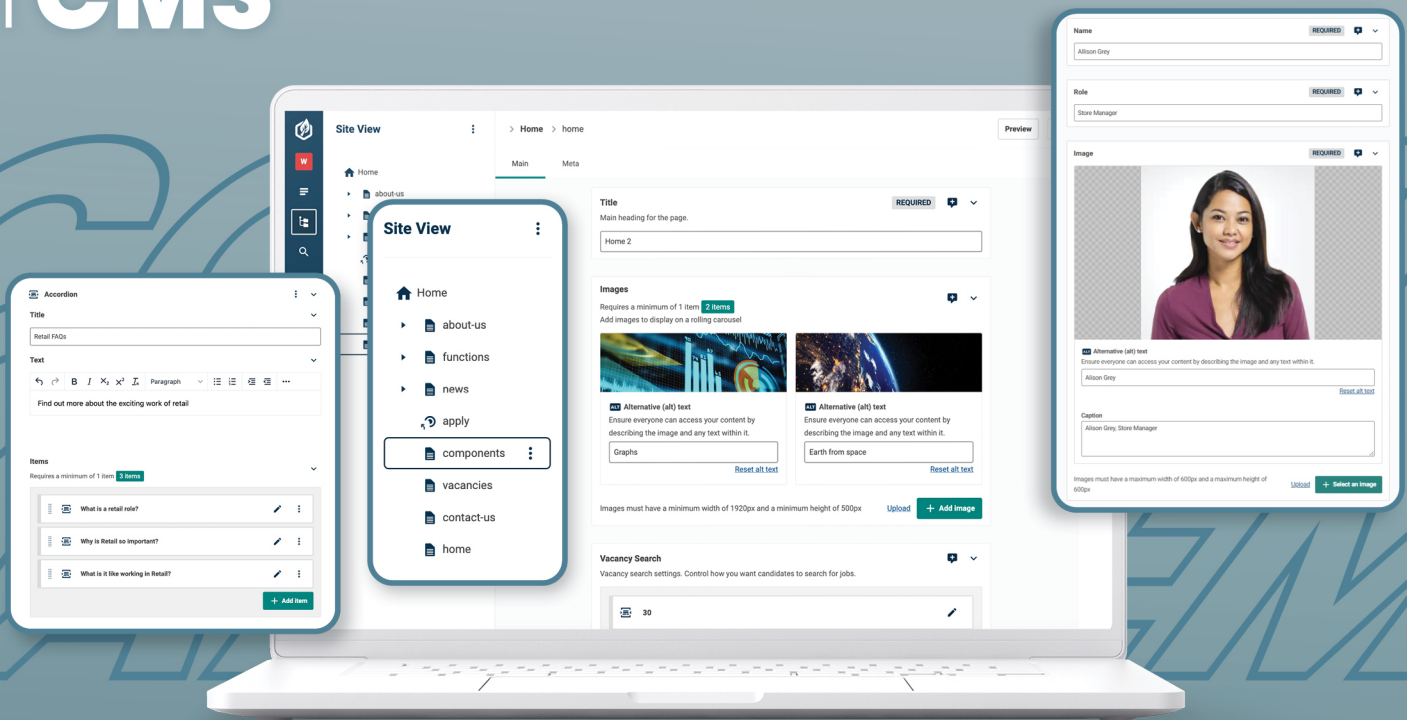 CMS
Site View
W
Home
about-us
> Home > home
Preview
Main
Meta
Title
REQUIRED
Main heading for the page.
Home 2
Images
Requires a minimum of 1 item 2 items
Add images to display on a rolling carousel
ALT Alternative (alt) text
Ensure everyone can access your content by
describing the image and any text within it.
Graphs
Reset alt text
ALT Alternative (alt) text
Ensure everyone can access your content by
describing the image and any text within it.
Earth from space
Reset alt text
Images must have a minimum width of 1920px and a minimum height of 500px
Upload
+ Add image
Vacancy Search
Vacancy search settings. Control how you want candidates to search for jobs.
30
Site View
Home
about-us
functions
news
apply
components
vacancies
contact-us
home
Accordion
Title
Retail FAQs
Text
B I X₂ X² Paragraph
Find out more about the exciting work of retail
Items
Requires a minimum of 1 item 3 items
What is a retail role?
Why is Retail so important?
What is it like working in Retail?
+ Add item
Name
REQUIRED
Allison Grey
Role
REQUIRED
Store Manager
Image
REQUIRED
ALT Alternative (alt) text
Ensure everyone can access your content by describing the image and any text within it.
Alison Grey
Reset alt text
Caption
Alison Grey, Store Manager
Images must have a maximum width of 600px and a maximum height of
600px
Upload
+ Select an image